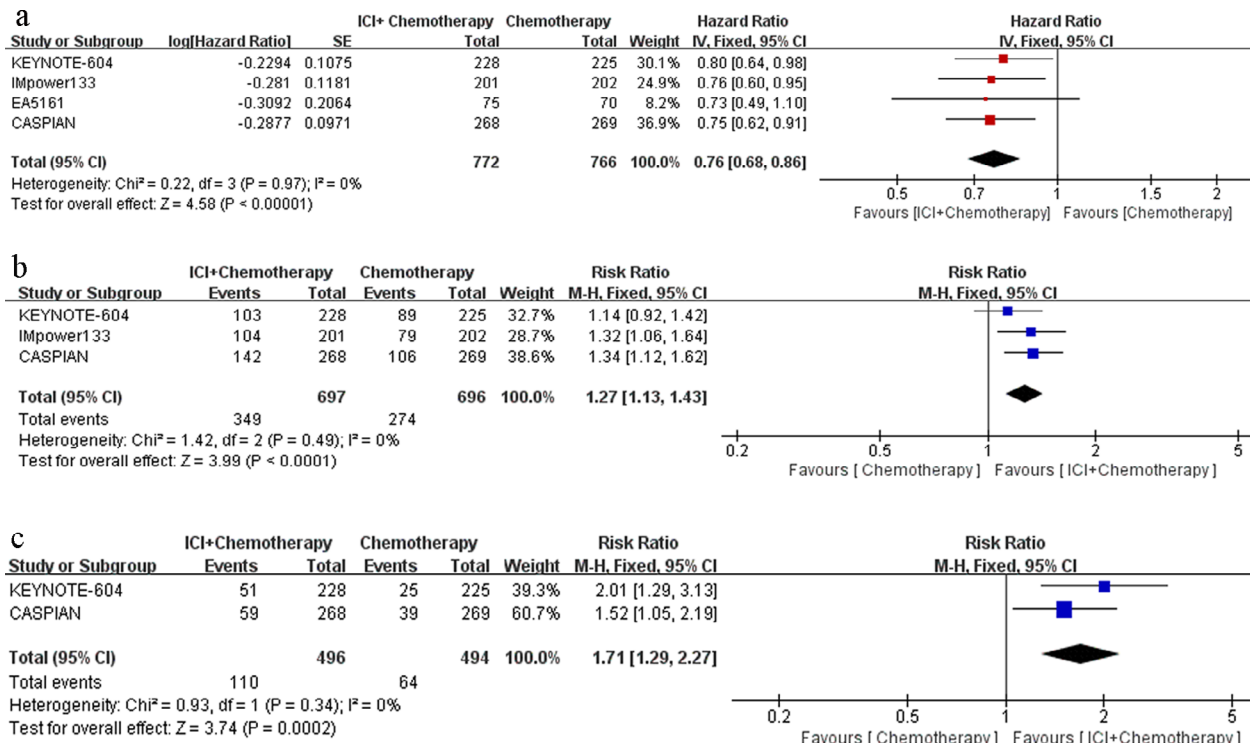 a
ICI+ Chemotherapy Chemotherapy Hazard Ratio Hazard Ratio
Study or Subgroup log[Hazard Ratio] SE Total Total Weight IV, Fixed, 95% CI IV, Fixed, 95% CI
KEYNOTE-604 -0.2294 0.1075 228 225 30.1% 0.80 [0.64, 0.98]
IMpower133 -0.281 0.1181 201 202 24.9% 0.76 [0.60, 0.95]
EA5161 -0.3092 0.2064 75 70 8.2% 0.73 [0.49, 1.10]
CASPIAN -0.2877 0.0971 268 269 36.9% 0.75 [0.62, 0.91]
Total (95% CI) 772 766 100.0% 0.76 [0.68, 0.86]
Heterogeneity: Chi² = 0.22, df = 3 (P = 0.97); I² = 0%
Test for overall effect: Z = 4.58 (P < 0.00001)
0.5 0.7 1 1.5 2
Favours [ICI+Chemotherapy] Favours [Chemotherapy]
b
ICI+Chemotherapy Chemotherapy Risk Ratio Risk Ratio
Study or Subgroup Events Total Events Total Weight M-H, Fixed, 95% CI M-H, Fixed, 95% CI
KEYNOTE-604 103 228 89 225 32.7% 1.14 [0.92, 1.42]
IMpower133 104 201 79 202 28.7% 1.32 [1.06, 1.64]
CASPIAN 142 268 106 269 38.6% 1.34 [1.12, 1.62]
Total (95% CI) 697 696 100.0% 1.27 [1.13, 1.43]
Total events 349 274
Heterogeneity: Chi² = 1.42, df = 2 (P = 0.49); I² = 0%
Test for overall effect: Z = 3.99 (P < 0.0001)
0.2 0.5 1 2 5
Favours [ Chemotherapy] Favours [ ICI+Chemotherapy ]
c
ICI+Chemotherapy Chemotherapy Risk Ratio Risk Ratio
Study or Subgroup Events Total Events Total Weight M-H, Fixed, 95% CI M-H, Fixed, 95% CI
KEYNOTE-604 51 228 25 225 39.3% 2.01 [1.29, 3.13]
CASPIAN 59 268 39 269 60.7% 1.52 [1.05, 2.19]
Total (95% CI) 496 494 100.0% 1.71 [1.29, 2.27]
Total events 110 64
Heterogeneity: Chi² = 0.93, df = 1 (P = 0.34); I² = 0%
Test for overall effect: Z = 3.74 (P = 0.0002)
0.2 0.5 1 2 5
Favours [ Chemotherapy ] Favours [ ICI+Chemotherapy ]